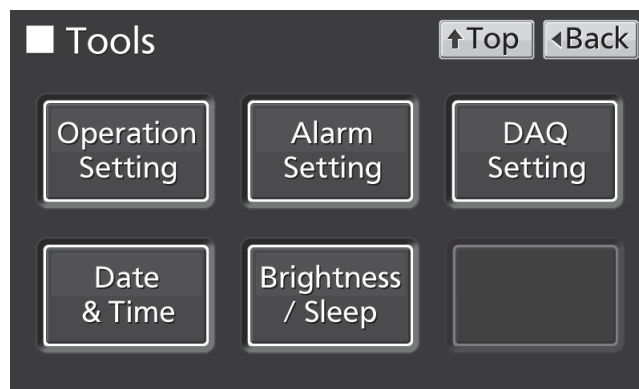 Tools
↑Top
◂Back
Operation
Setting
Alarm
Setting
DAQ
Setting
Date
& Time
Brightness
/ Sleep